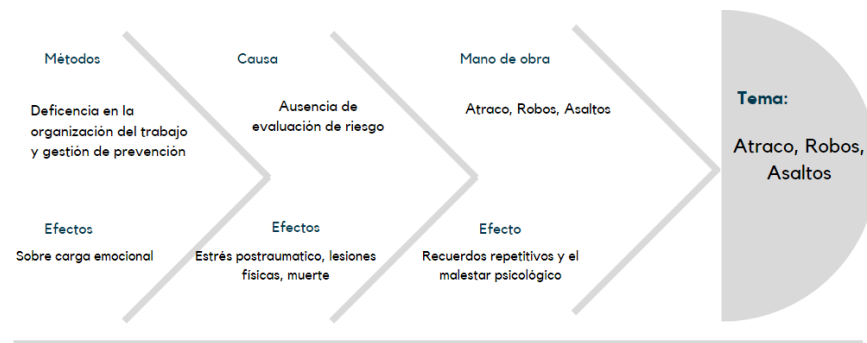 Métodos
Deficencia en la
organización del trabajo
y gestión de prevención
Causa
Ausencia de
evaluación de riesgo
Mano de obra
Atraco, Robos, Asaltos
Tema:
Atraco, Robos,
Asaltos
Efectos
Sobre carga emocional
Efectos
Estrés postraumatico, lesiones
físicas, muerte
Efecto
Recuerdos repetitivos y el
malestar psicológico